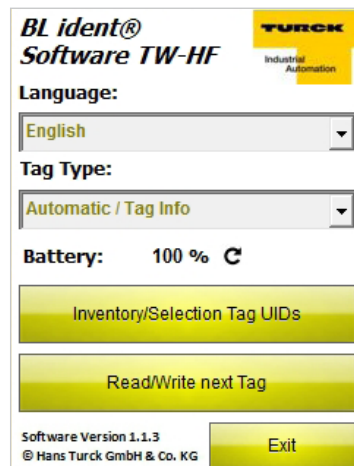 BL ident®
Software TW-HF
TURCK
Industrial
Automation
Language:
English
Tag Type:
Automatic / Tag Info
Battery: 100 %
Inventory/Selection Tag UIDs
Read/Write next Tag
Software Version 1.1.3
© Hans Turck GmbH & Co. KG
Exit